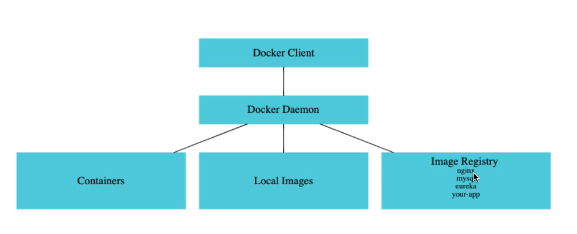 Docker Client
Docker Daemon
Containers
Local Images
Image Registry
nginx
mysql
eureka
your-app